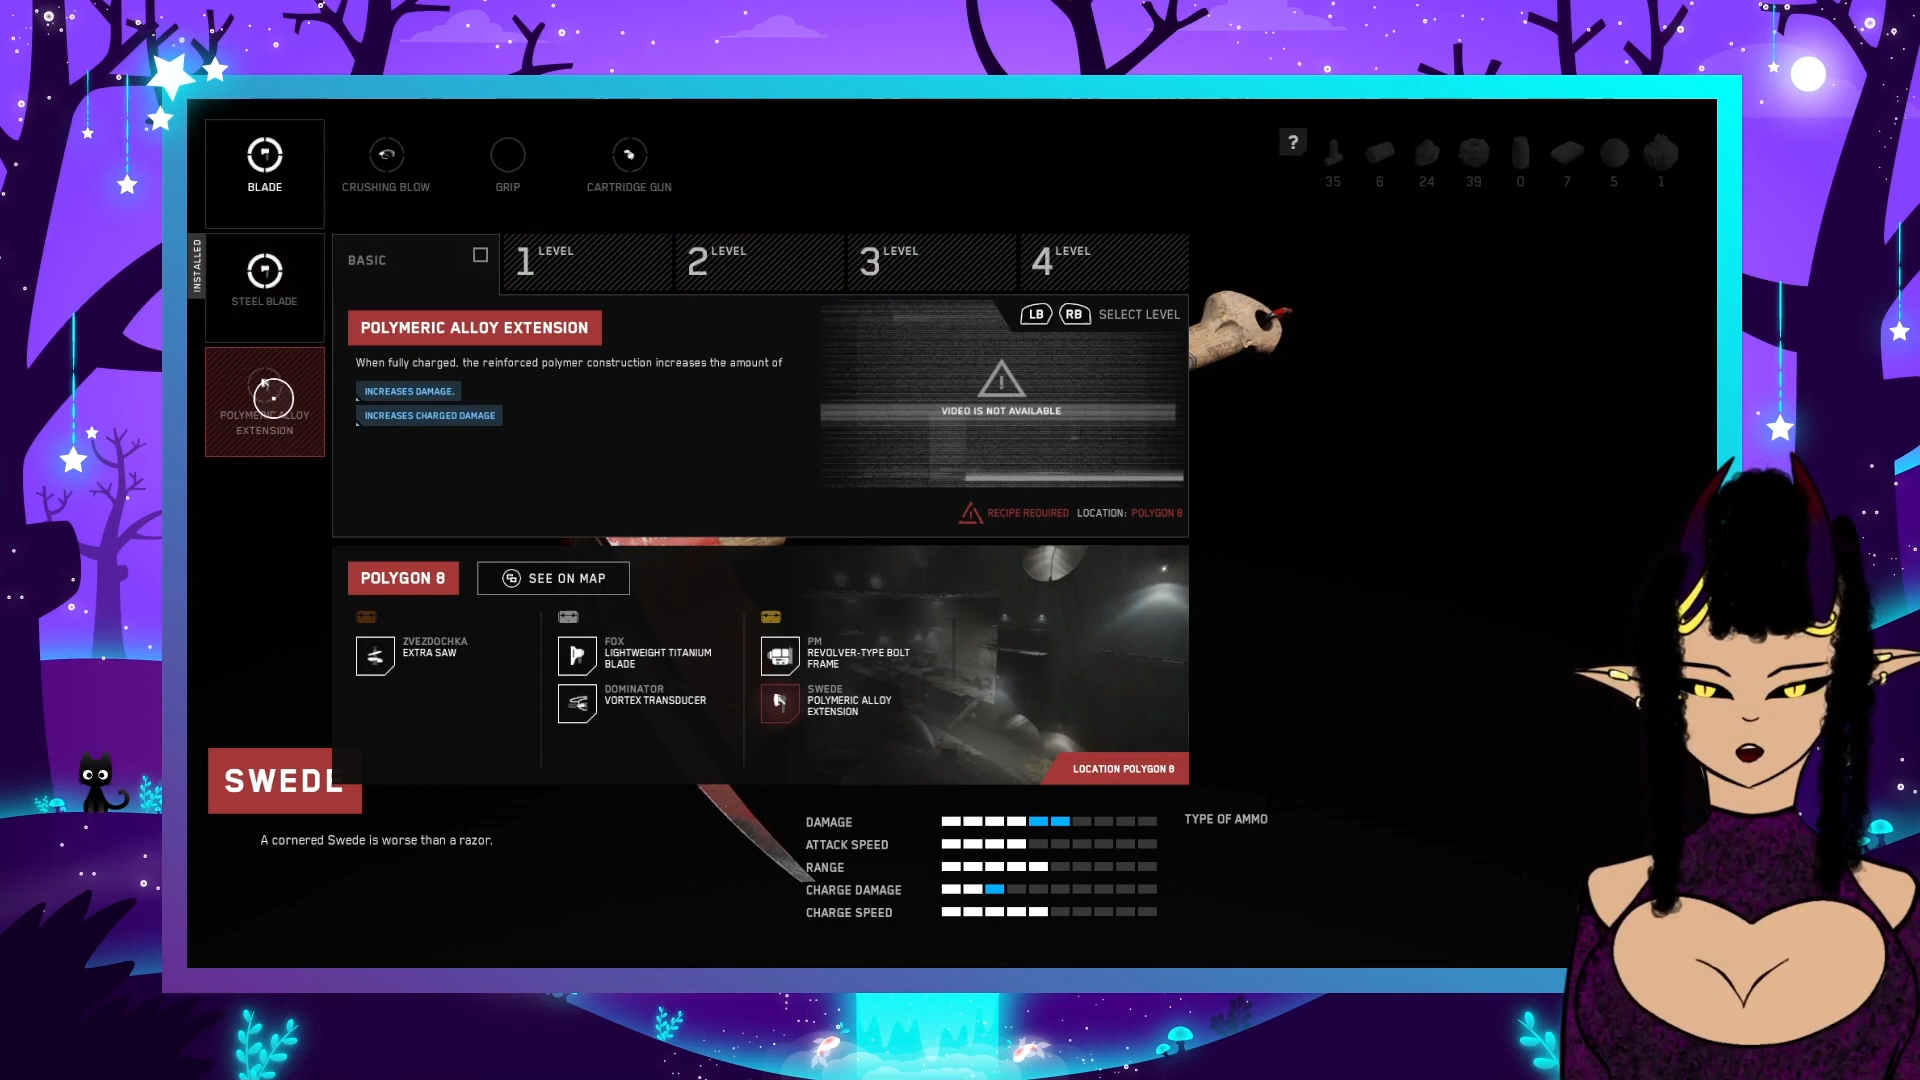 BLADE
CRUSHING BLOW
GRIP
CARTRIDGE GUN
?
35
6
24
39
0
7
5
1
INSTALLED
STEEL BLADE
POLYMERIC ALLOY
EXTENSION
BASIC
1 LEVEL
2 LEVEL
3 LEVEL
4 LEVEL
POLYMERIC ALLOY EXTENSION
LB RB SELECT LEVEL
When fully charged, the reinforced polymer construction increases the amount of
INCREASES DAMAGE.
INCREASES CHARGED DAMAGE
VIDEO IS NOT AVAILABLE
RECIPE REQUIRED LOCATION: POLYGON 8
POLYGON 8
SEE ON MAP
ZVEZDOCHKA
EXTRA SAW
FOX
LIGHTWEIGHT TITANIUM
BLADE
DOMINATOR
VORTEX TRANSDUCER
PM
REVOLVER-TYPE BOLT
FRAME
SWEDE
POLYMERIC ALLOY
EXTENSION
LOCATION POLYGON 8
SWEDE
A cornered Swede is worse than a razor.
DAMAGE
ATTACK SPEED
RANGE
CHARGE DAMAGE
CHARGE SPEED
TYPE OF AMMO